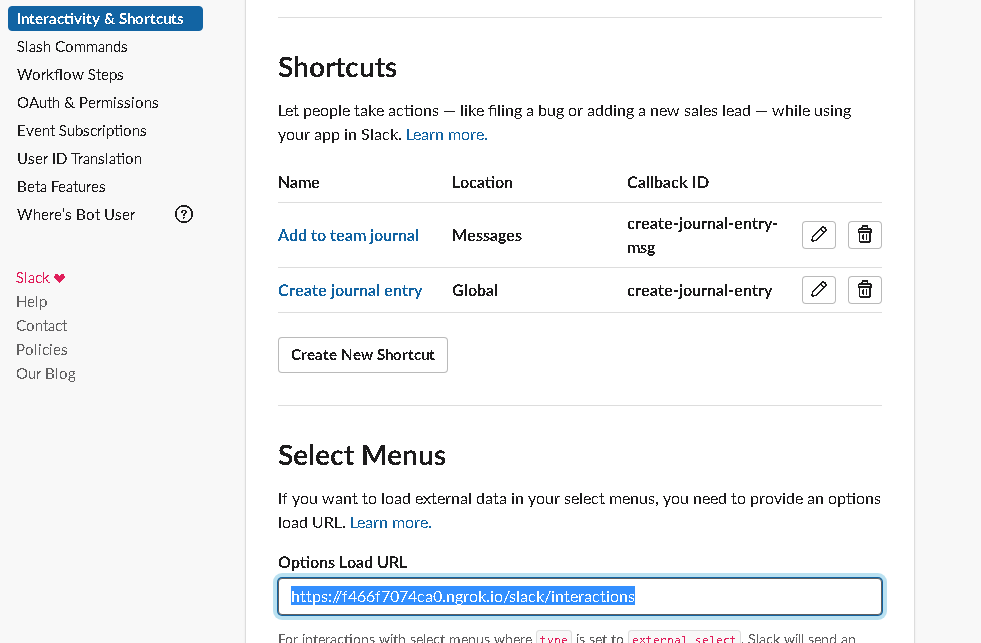 Interactivity & Shortcuts
Slash Commands
Workflow Steps
OAuth & Permissions
Event Subscriptions
User ID Translation
Beta Features
Where's Bot User ?
Slack ❤
Help
Contact
Policies
Our Blog
Shortcuts
Let people take actions — like filing a bug or adding a new sales lead — while using
your app in Slack. Learn more.
Name Location Callback ID
Add to team journal Messages create-journal-entry-
msg
Create journal entry Global create-journal-entry
Create New Shortcut
Select Menus
If you want to load external data in your select menus, you need to provide an options
load URL. Learn more.
Options Load URL
https://f466f7074ca0.ngrok.io/slack/interactions
For interactions with select menus where type is set to external_select, Slack will send an